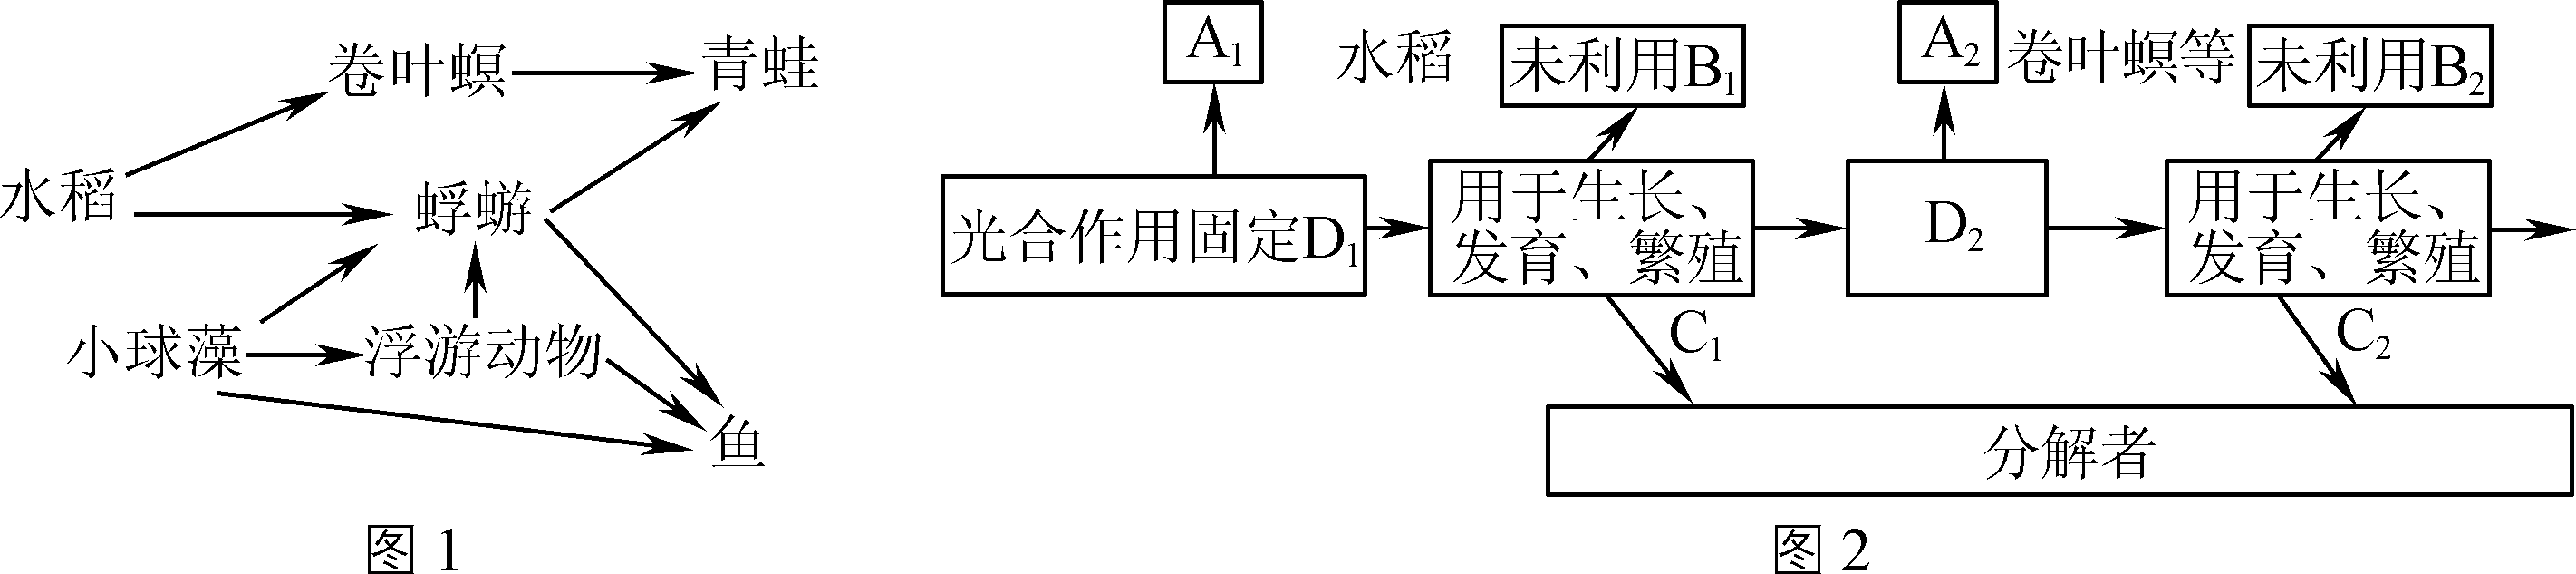 卷叶螟
青蛙
水稻
蜉蝣
小球藻
浮游动物
鱼
图 1
A₁
水稻
未利用B₁
A₂
卷叶螟等
未利用B₂
光合作用固定D₁
用于生长、
发育、繁殖
D₂
用于生长、
发育、繁殖
C₁
C₂
分解者
图 2